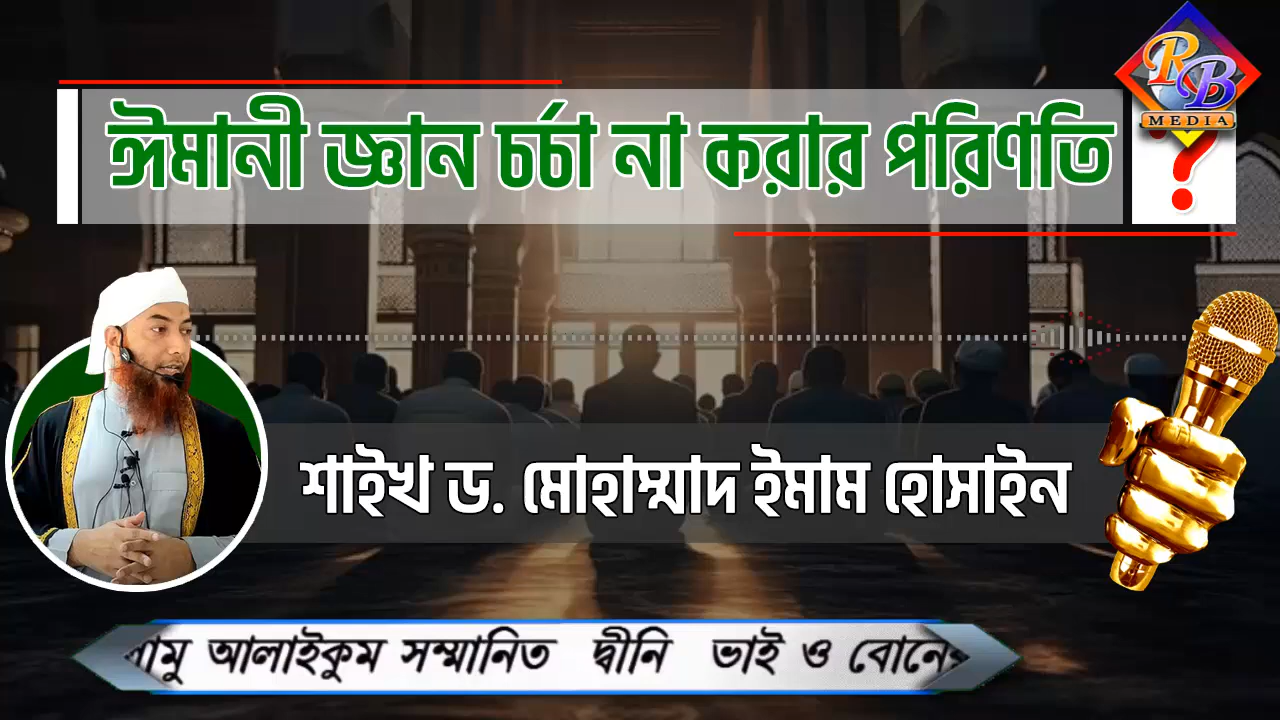 ঈমানী জ্ঞান চর্চা না করার পরিণতি ?
RB
MEDIA
শাইখ ড. মোহাম্মাদ ইমাম হোসাইন
আলাইকুম সম্মানিত দ্বীনি ভাই ও